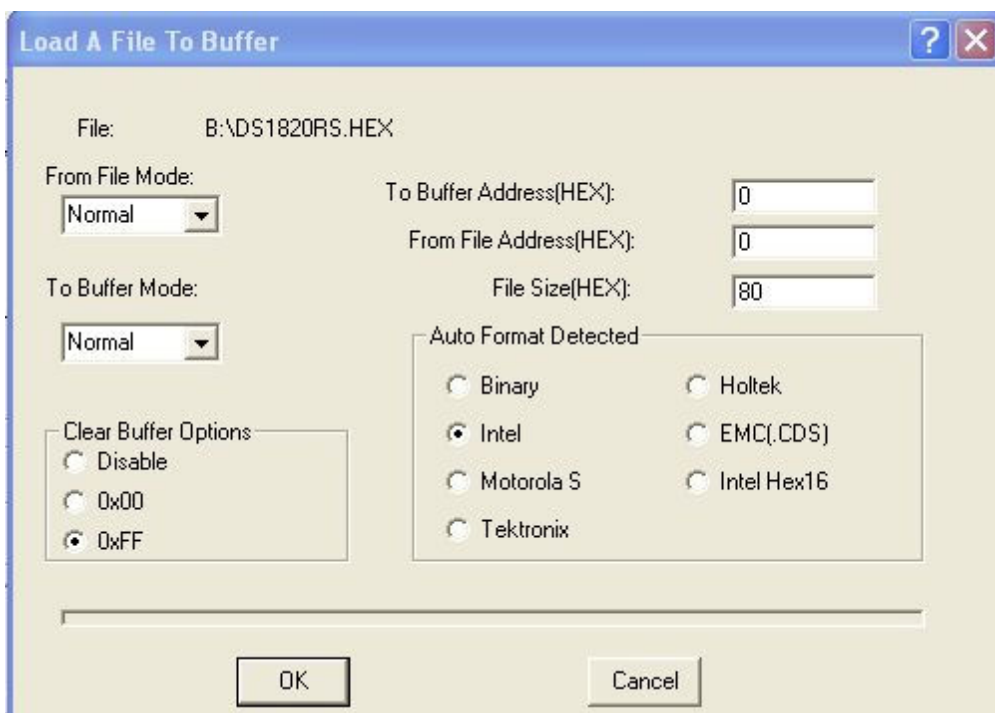 Load A File To Buffer
File: B:\DS1820RS.HEX
From File Mode:
Normal
To Buffer Address(HEX): 0
From File Address(HEX): 0
To Buffer Mode:
File Size(HEX): 80
Normal
Auto Format Detected
Binary
Holtek
Intel
EMC(.CDS)
Motorola S
Intel Hex16
Tektronix
Clear Buffer Options
Disable
0x00
0xFF
OK
Cancel